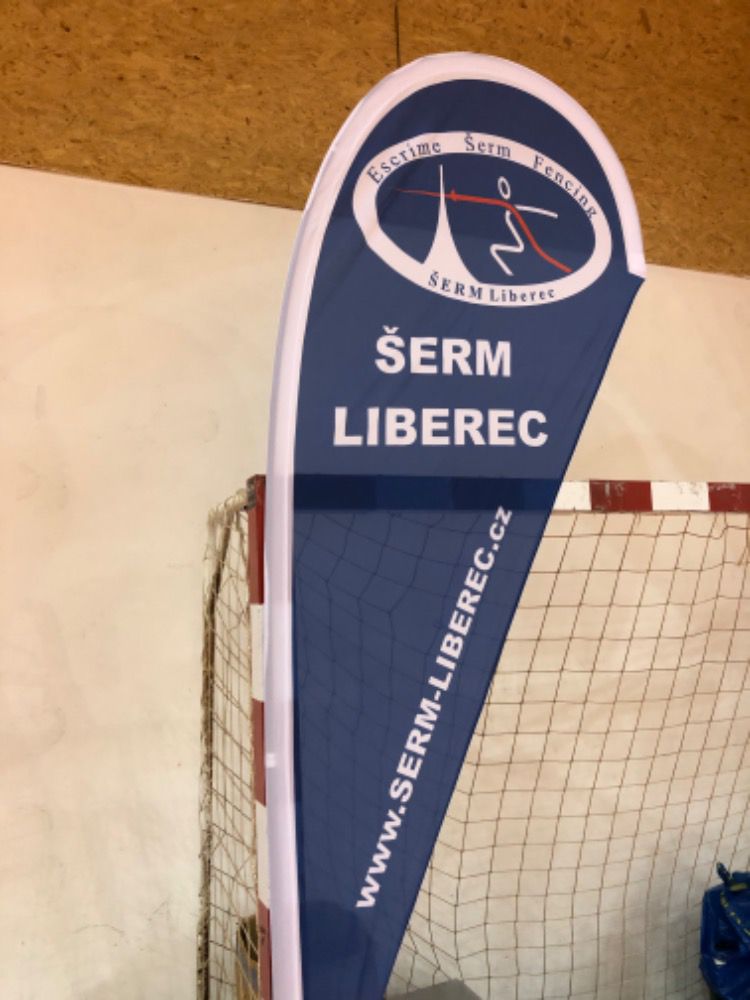 Escrime Šerm Fencing
ŠERM Liberec
ŠERM
LIBEREC
www.SERM-LIBEREC.cz